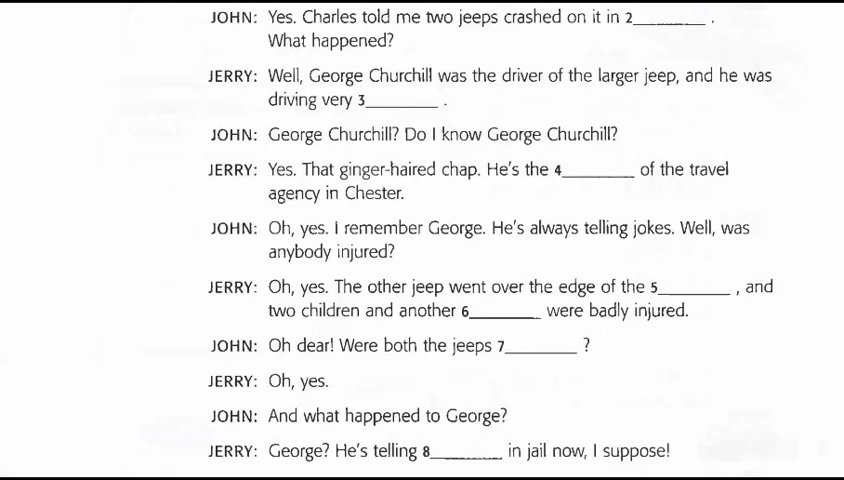 JOHN: Yes. Charles told me two jeeps crashed on it in 2________ .
What happened?
JERRY: Well, George Churchill was the driver of the larger jeep, and he was
driving very 3________ .
JOHN: George Churchill? Do I know George Churchill?
JERRY: Yes. That ginger-haired chap. He's the 4________ of the travel
agency in Chester.
JOHN: Oh, yes. I remember George. He's always telling jokes. Well, was
anybody injured?
JERRY: Oh, yes. The other jeep went over the edge of the 5________ , and
two children and another 6________ were badly injured.
JOHN: Oh dear! Were both the jeeps 7________ ?
JERRY: Oh, yes.
JOHN: And what happened to George?
JERRY: George? He's telling 8________ in jail now, I suppose!